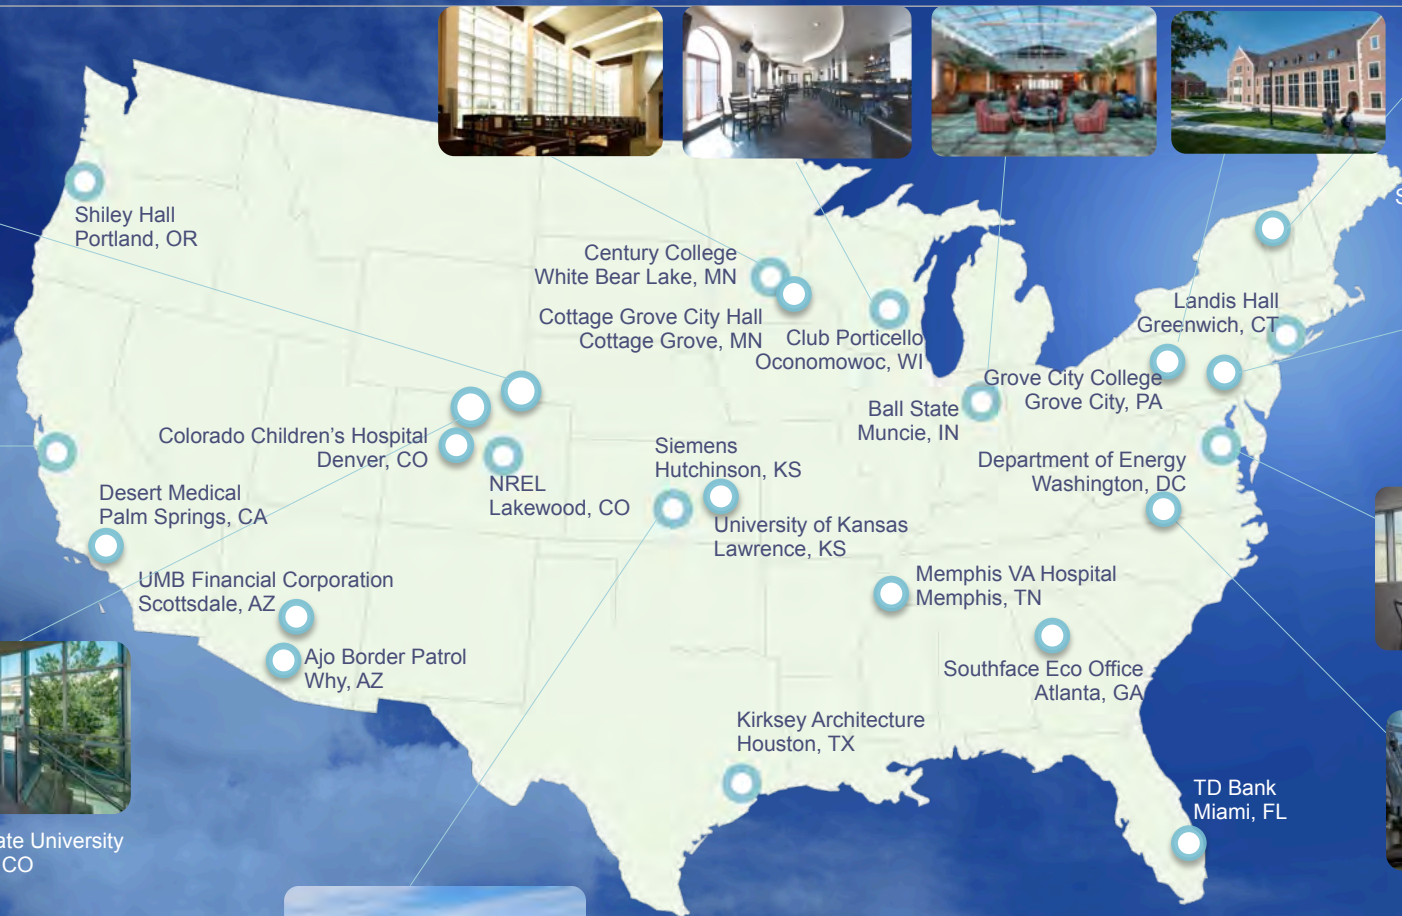 Shiley Hall
Portland, OR
Century College
White Bear Lake, MN
Cottage Grove City Hall
Cottage Grove, MN
Club Porticello
Oconomowoc, WI
Landis Hall
Greenwich, CT
Grove City College
Grove City, PA
Ball State
Muncie, IN
Colorado Children's Hospital
Denver, CO
NREL
Lakewood, CO
Siemens
Hutchinson, KS
University of Kansas
Lawrence, KS
Department of Energy
Washington, DC
Desert Medical
Palm Springs, CA
UMB Financial Corporation
Scottsdale, AZ
Ajo Border Patrol
Why, AZ
Memphis VA Hospital
Memphis, TN
Southface Eco Office
Atlanta, GA
Kirksey Architecture
Houston, TX
TD Bank
Miami, FL
ate University
CO
S